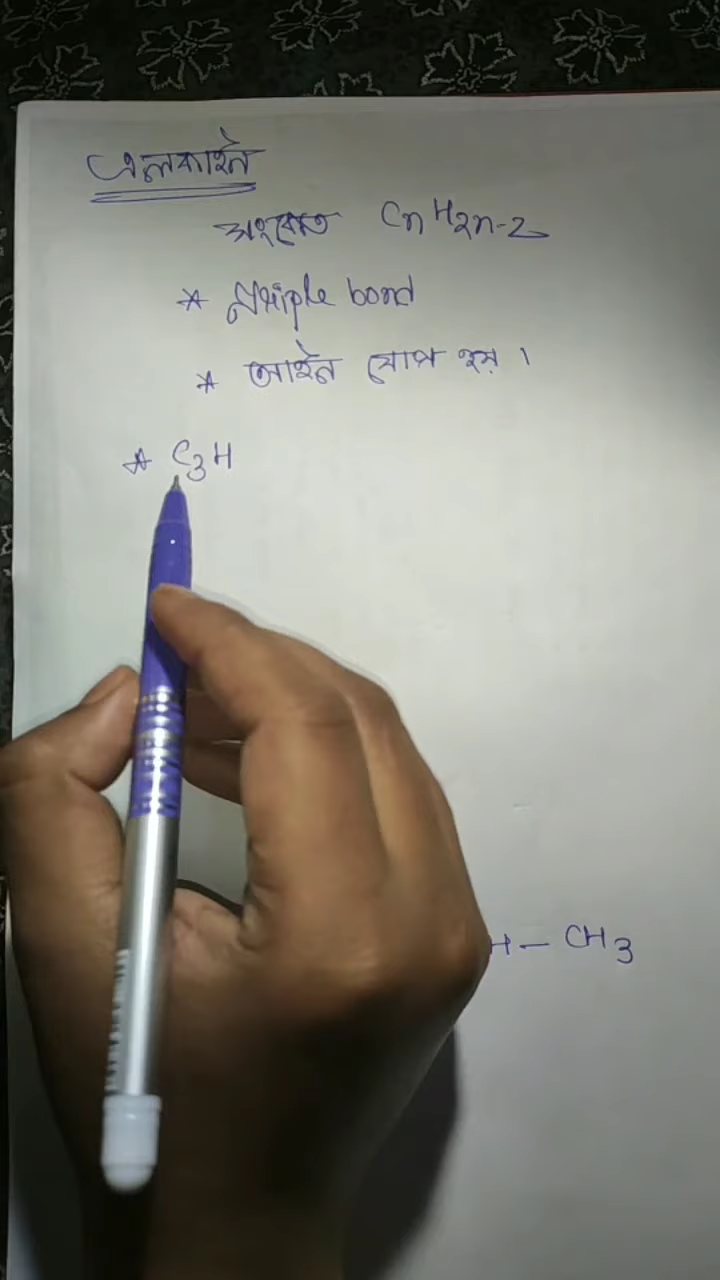 এলকাইন
সংকেত CnH2n-2
* Triple bond
* আইন যোগ হয় ।
* C3H
H — CH3